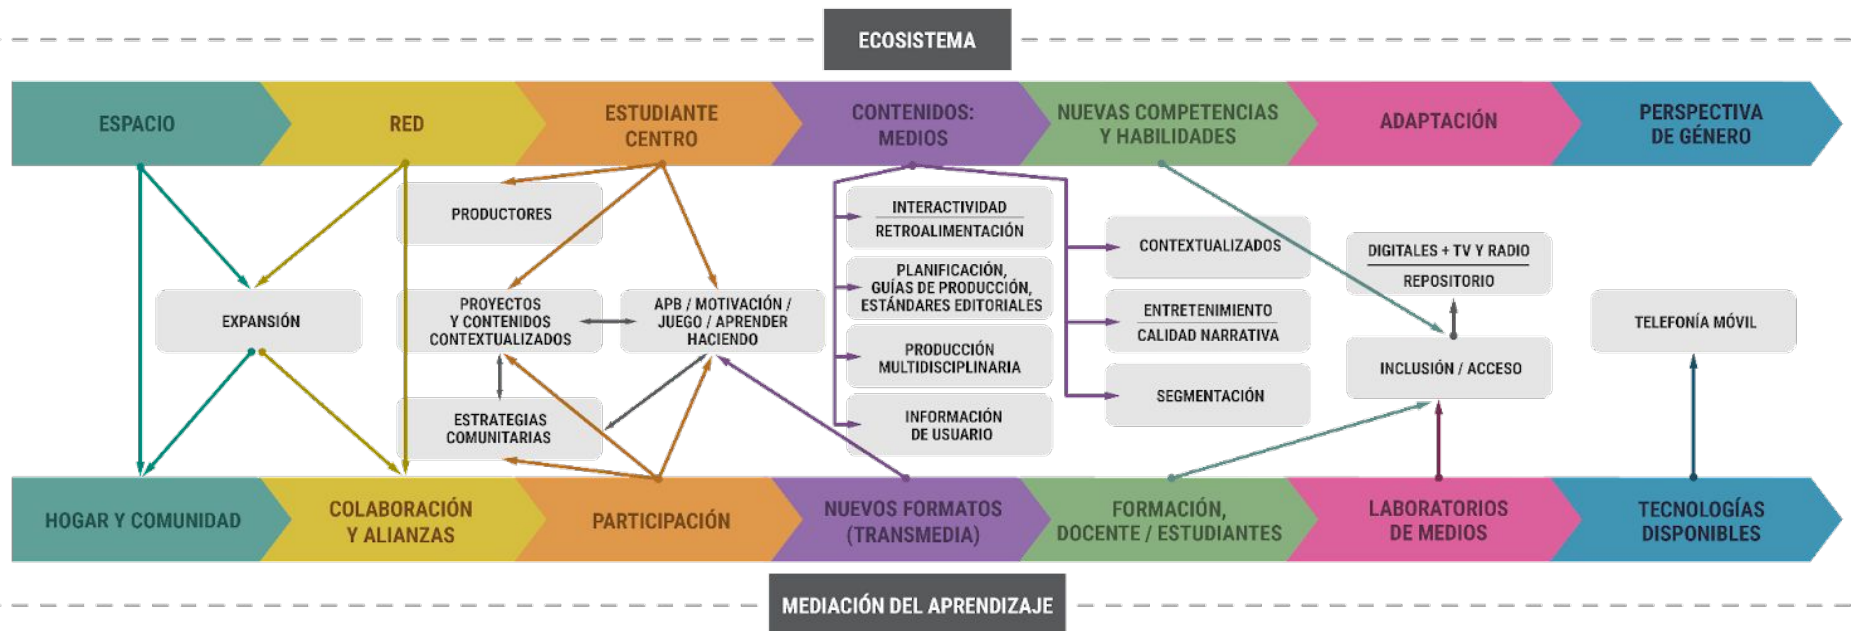 ECOSISTEMA
ESPACIO
RED
ESTUDIANTE
CENTRO
CONTENIDOS:
MEDIOS
NUEVAS COMPETENCIAS
Y HABILIDADES
ADAPTACIÓN
PERSPECTIVA
DE GÉNERO
PRODUCTORES
INTERACTIVIDAD
RETROALIMENTACIÓN
CONTEXTUALIZADOS
DIGITALES + TV Y RADIO
REPOSITORIO
EXPANSIÓN
PROYECTOS
Y CONTENIDOS
CONTEXTUALIZADOS
APB / MOTIVACIÓN /
JUEGO / APRENDER
HACIENDO
PLANIFICACIÓN,
GUÍAS DE PRODUCCIÓN,
ESTÁNDARES EDITORIALES
ENTRETENIMIENTO
CALIDAD NARRATIVA
TELEFONÍA MÓVIL
PRODUCCIÓN
MULTIDISCIPLINARIA
INCLUSIÓN / ACCESO
SEGMENTACIÓN
ESTRATEGIAS
COMUNITARIAS
INFORMACIÓN
DE USUARIO
HOGAR Y COMUNIDAD
COLABORACIÓN
Y ALIANZAS
PARTICIPACIÓN
NUEVOS FORMATOS
(TRANSMEDIA)
FORMACIÓN,
DOCENTE / ESTUDIANTES
LABORATORIOS
DE MEDIOS
TECNOLOGÍAS
DISPONIBLES
MEDIACIÓN DEL APRENDIZAJE